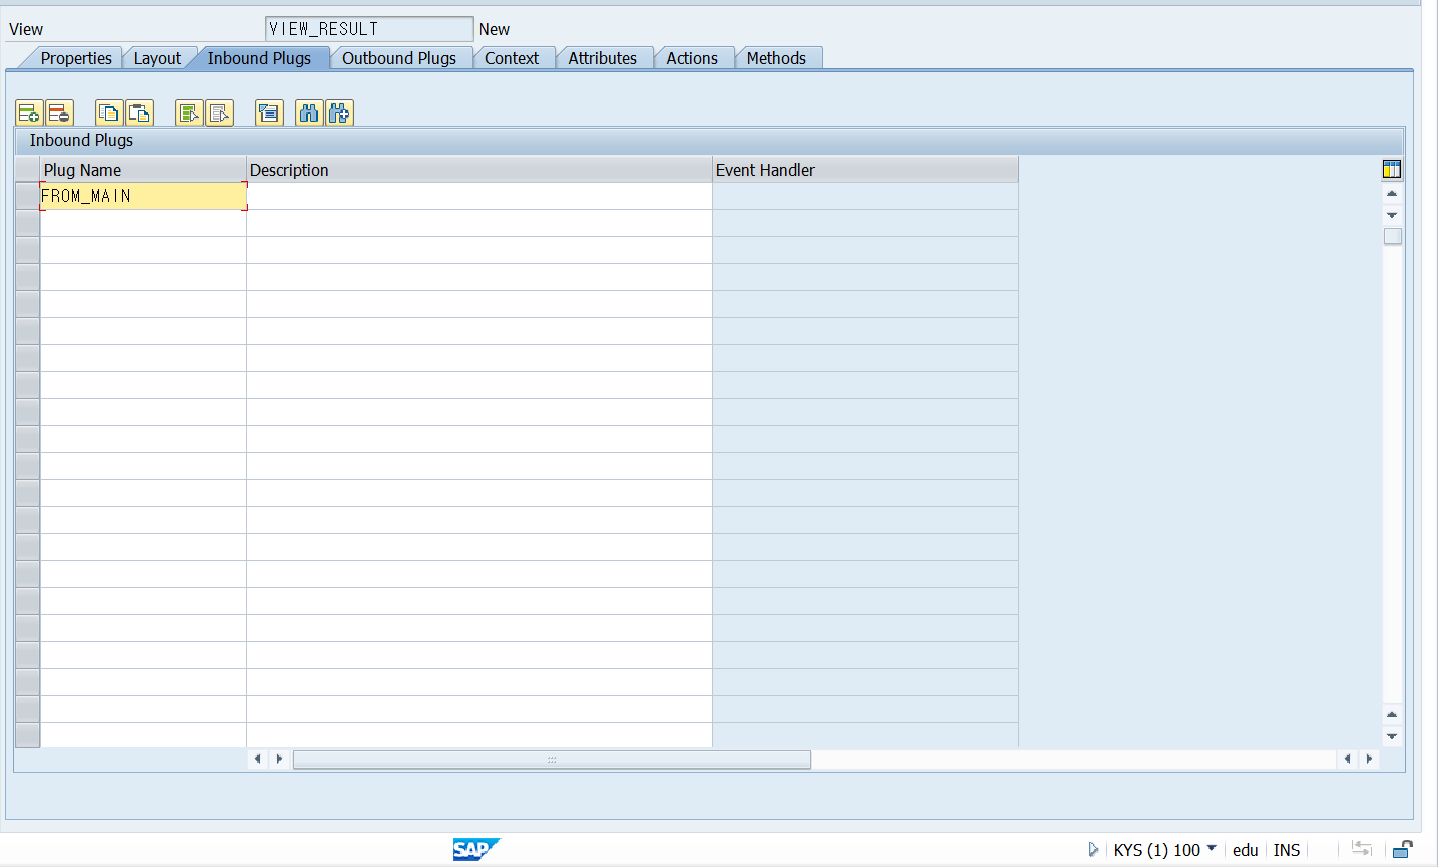 View VIEW_RESULT New
Properties Layout Inbound Plugs Outbound Plugs Context Attributes Actions Methods
Inbound Plugs
Plug Name Description Event Handler
FROM_MAIN
SAP KYS (1) 100 edu INS